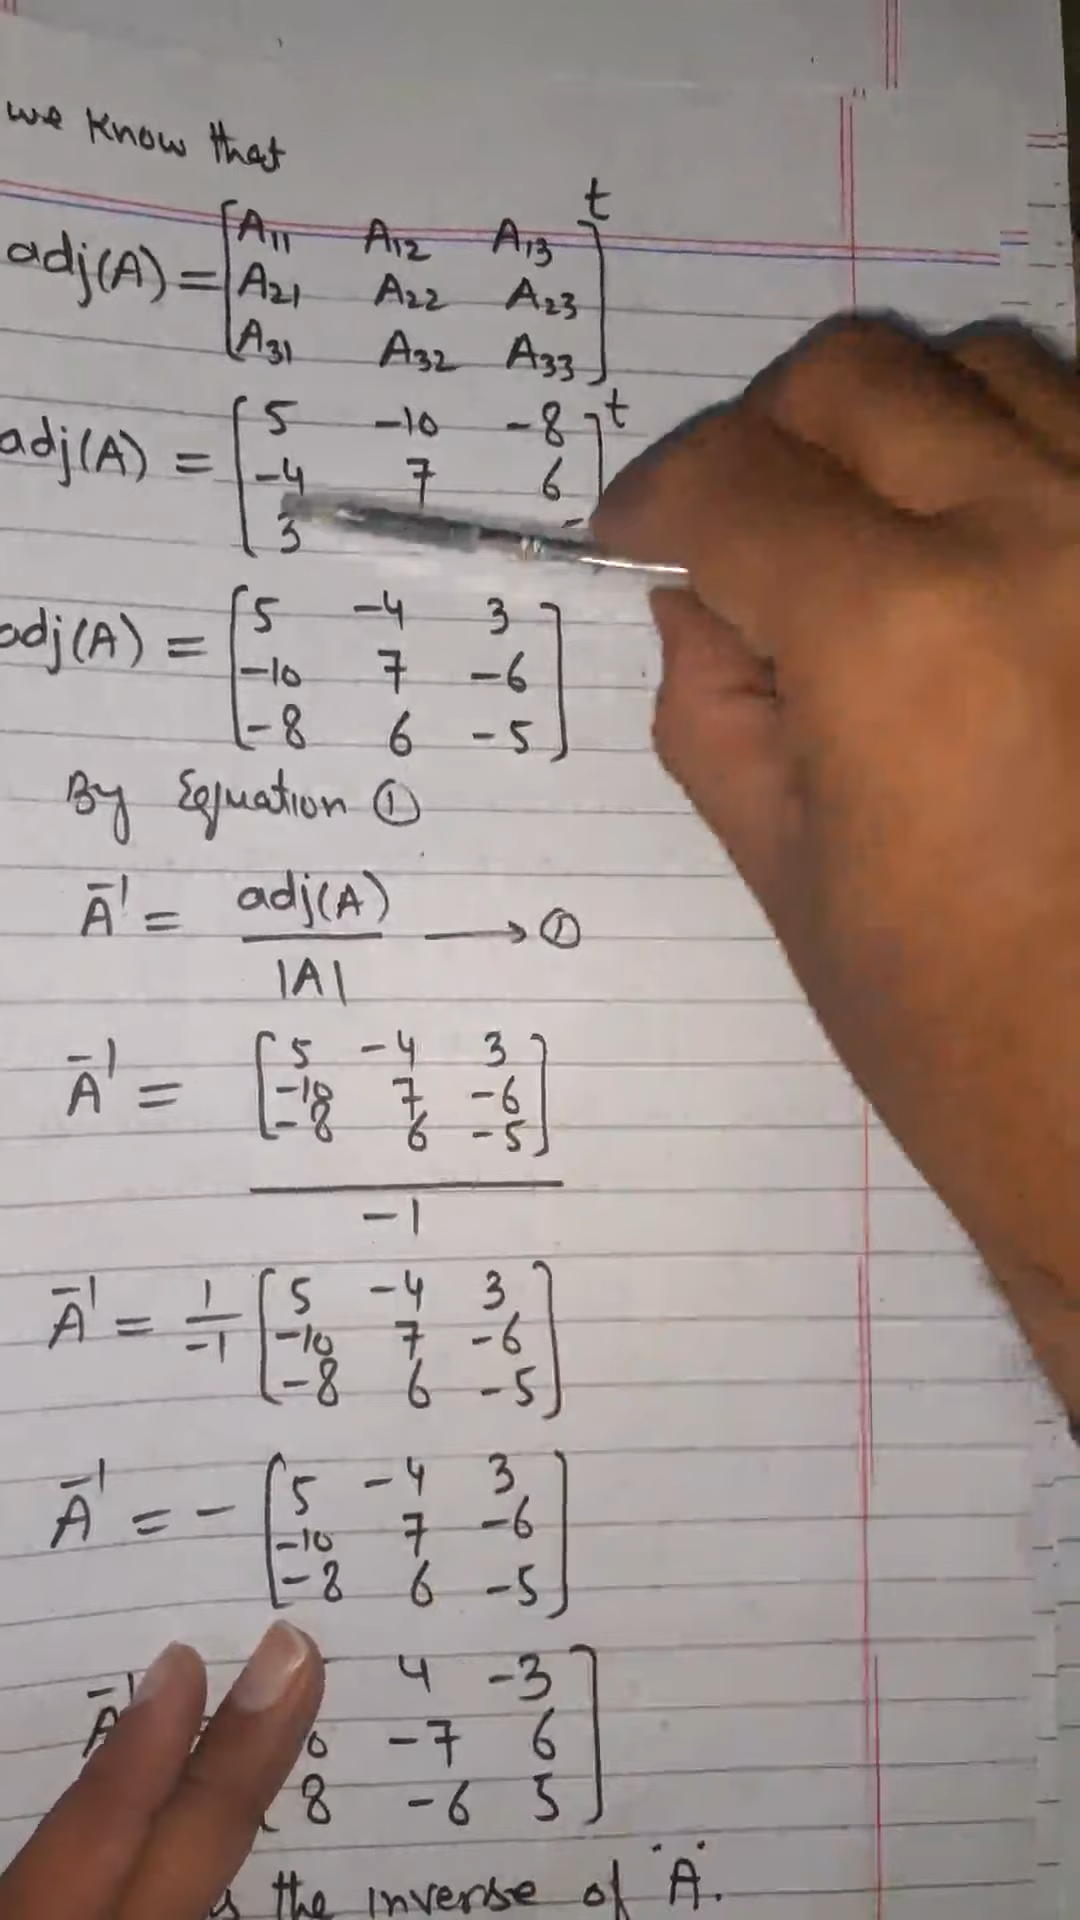 we know that
adj(A) = [A11 A12 A13
A21 A22 A23
A31 A32 A33]t
adj(A) = [5 -10 -8
-4 7 6
3 -]t
adj(A) = [5 -4 3
-10 7 -6
-8 6 -5]
By Equation ①
A-1 = adj(A) / |A| → ①
A-1 = [5 -4 3
-10 7 -6
-8 6 -5]
-1
A-1 = 1/-1 [5 -4 3
-10 7 -6
-8 6 -5]
A-1 = - [5 -4 3
-10 7 -6
-8 6 -5]
A-1 4 -3]
0 -7 6
8 -6 5
the inverse of "A".